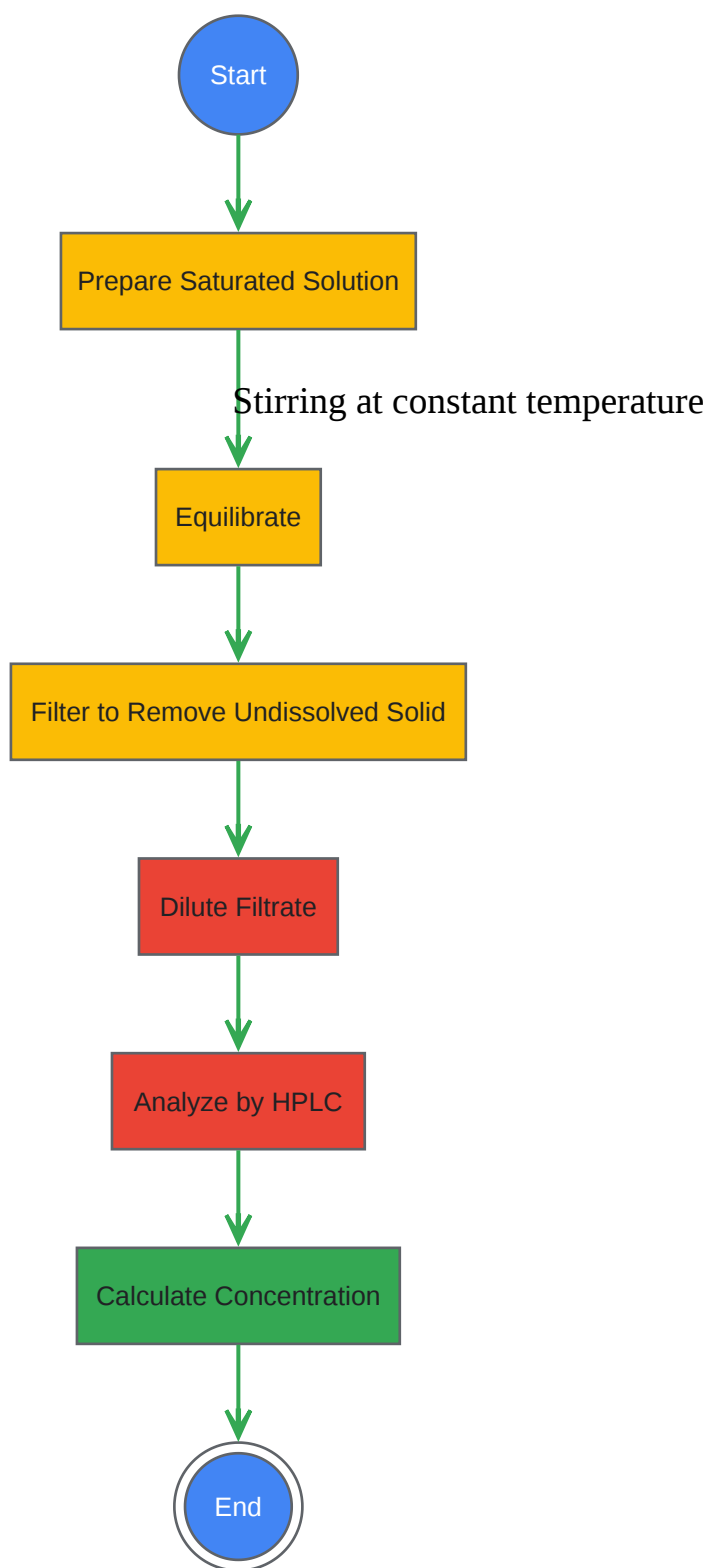 Start
Prepare Saturated Solution
Stirring at constant temperature
Equilibrate
Filter to Remove Undissolved Solid
Dilute Filtrate
Analyze by HPLC
Calculate Concentration
End